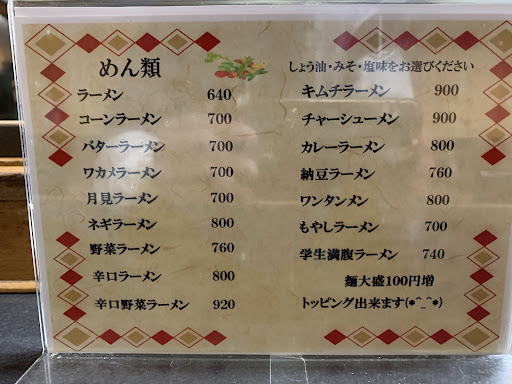 めん類
ラーメン 640
コーンラーメン 700
バターラーメン 700
ワカメラーメン 700
月見ラーメン 700
ネギラーメン 800
野菜ラーメン 760
辛口ラーメン 800
辛口野菜ラーメン 920
しょう油・みそ・塩味をお選びください
キムチラーメン 900
チャーシューメン 900
カレーラーメン 800
納豆ラーメン 760
ワンタンメン 800
もやしラーメン 700
学生満腹ラーメン 740
麺大盛100円増
トッピング出来ます(*^_^*)